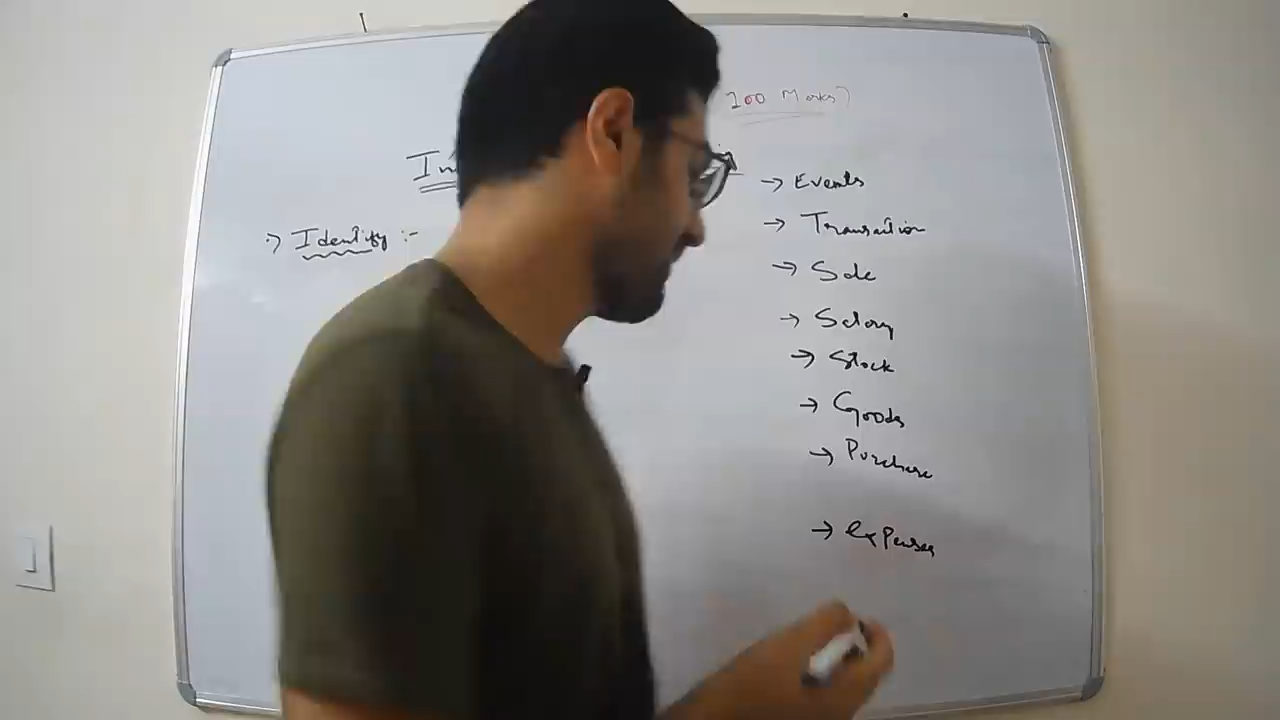 100 Marks)
In
→ Events
:) Identify :-
→ Transaction
→ Sale
→ Salary
→ Stock
→ Goods
→ Purchase
→ expenses